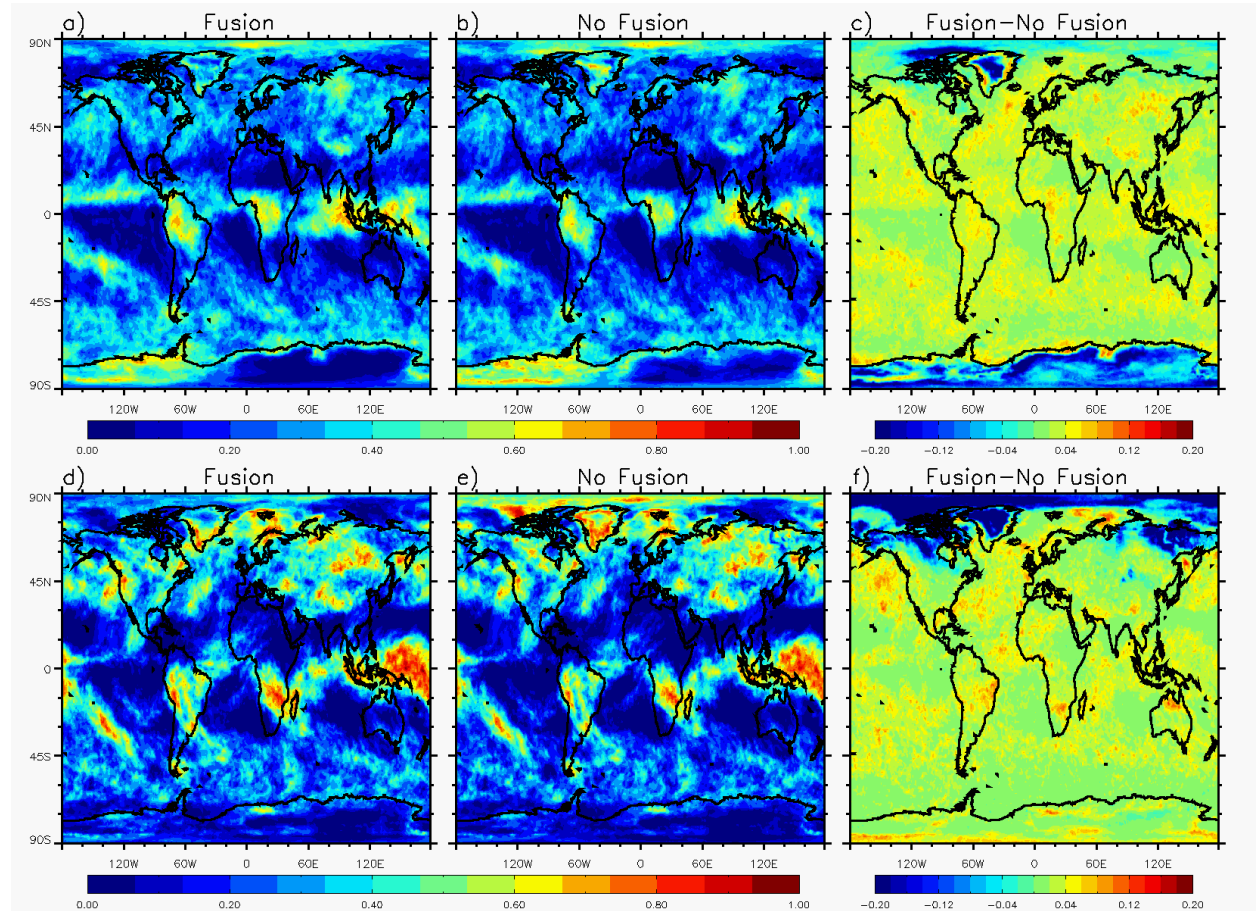 a) Fusion b) No Fusion c) Fusion−No Fusion
90N
45N
0
45S
90S
120W 60W 0 60E 120E 120W 60W 0 60E 120E 120W 60W 0 60E 120E
0.00 0.20 0.40 0.60 0.80 1.00 −0.20 −0.12 −0.04 0.04 0.12 0.20
d) Fusion e) No Fusion f) Fusion−No Fusion
90N
45N
0
45S
90S
120W 60W 0 60E 120E 120W 60W 0 60E 120E 120W 60W 0 60E 120E
0.00 0.20 0.40 0.60 0.80 1.00 −0.20 −0.12 −0.04 0.04 0.12 0.20